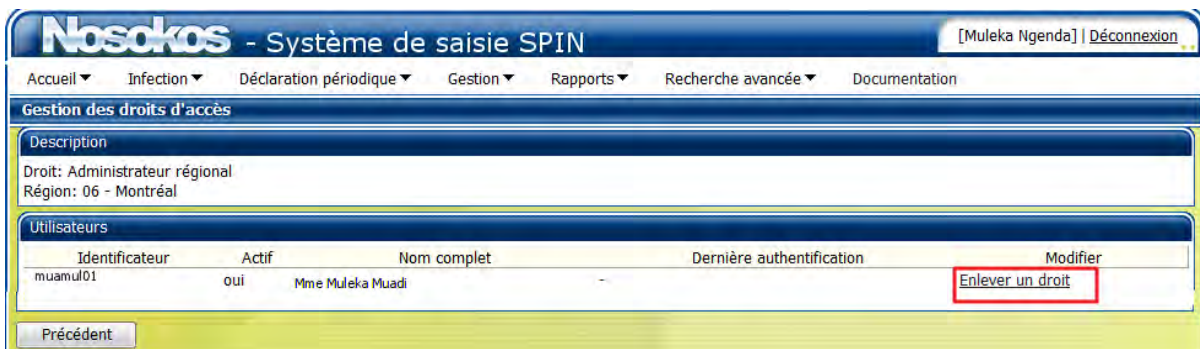 Nosokos - Système de saisie SPIN [Muleka Ngenda] | Déconnexion
Accueil Infection Déclaration périodique Gestion Rapports Recherche avancée Documentation
Gestion des droits d'accès
Description
Droit: Administrateur régional
Région: 06 - Montréal
Utilisateurs
Identificateur Actif Nom complet Dernière authentification Modifier
muamul01 oui Mme Muleka Muadi - Enlever un droit
Précédent